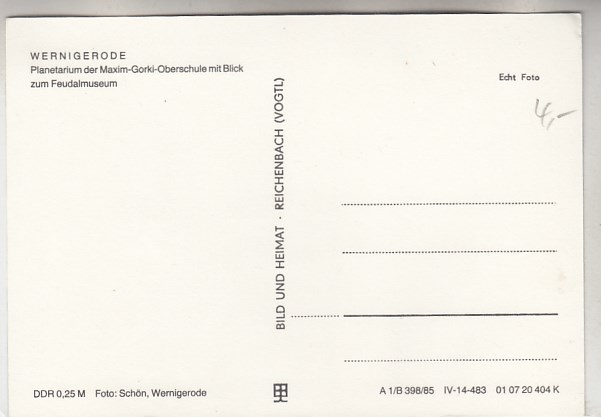 WERNIGERODE
Planetarium der Maxim-Gorki-Oberschule mit Blick
zum Feudalmuseum
BILD UND HEIMAT · REICHENBACH (VOGTL)
Echt Foto
4,-
DDR 0,25 M Foto: Schön, Wernigerode
A 1/B 398/85 IV-14-483 01 07 20 404 K